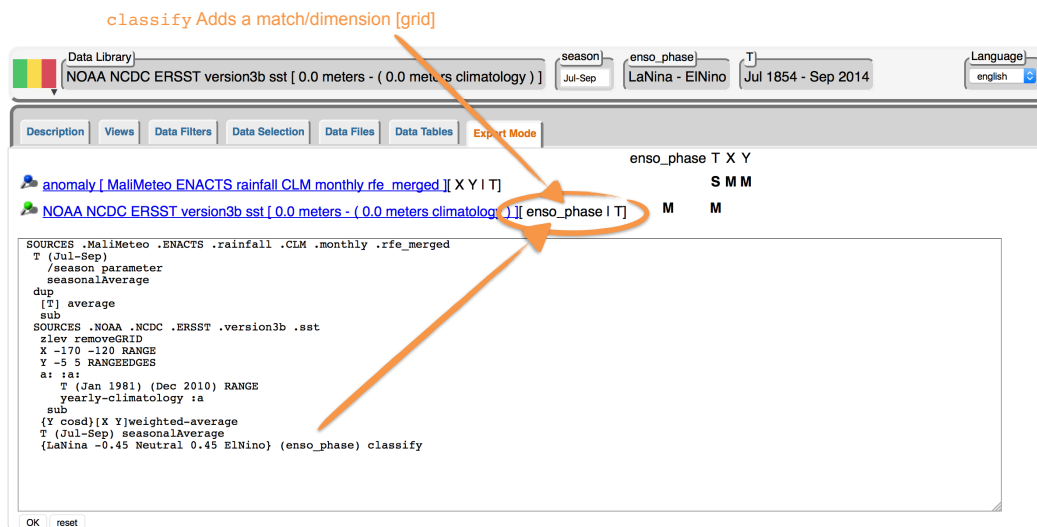 classify Adds a match/dimension [grid]
Data Library
NOAA NCDC ERSST version3b sst [ 0.0 meters - ( 0.0 meters climatology ) ]
season
Jul-Sep
enso_phase
LaNina - ElNino
T
Jul 1854 - Sep 2014
Language
english
Description Views Data Filters Data Selection Data Files Data Tables Expert Mode
enso_phase T X Y
anomaly [ MaliMeteo ENACTS rainfall CLM monthly rfe_merged ][ X Y | T] S M M
NOAA NCDC ERSST version3b sst [ 0.0 meters - ( 0.0 meters climatology ) ][ enso_phase | T] M M
SOURCES .MaliMeteo .ENACTS .rainfall .CLM .monthly .rfe_merged
T (Jul-Sep)
/season parameter
seasonalAverage
dup
[T] average
sub
SOURCES .NOAA .NCDC .ERSST .version3b .sst
zlev removeGRID
X -170 -120 RANGE
Y -5 5 RANGEEDGES
a: :a:
T (Jan 1981) (Dec 2010) RANGE
yearly-climatology :a
sub
{Y cosd}[X Y]weighted-average
T (Jul-Sep) seasonalAverage
{LaNina -0.45 Neutral 0.45 ElNino} (enso_phase) classify
OK reset